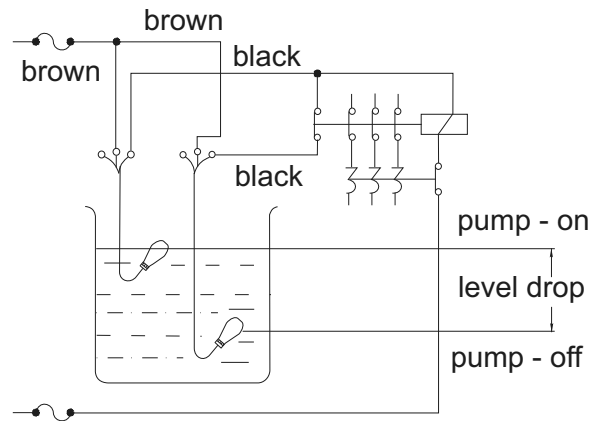 brown
brown
black
black
pump - on
level drop
pump - off